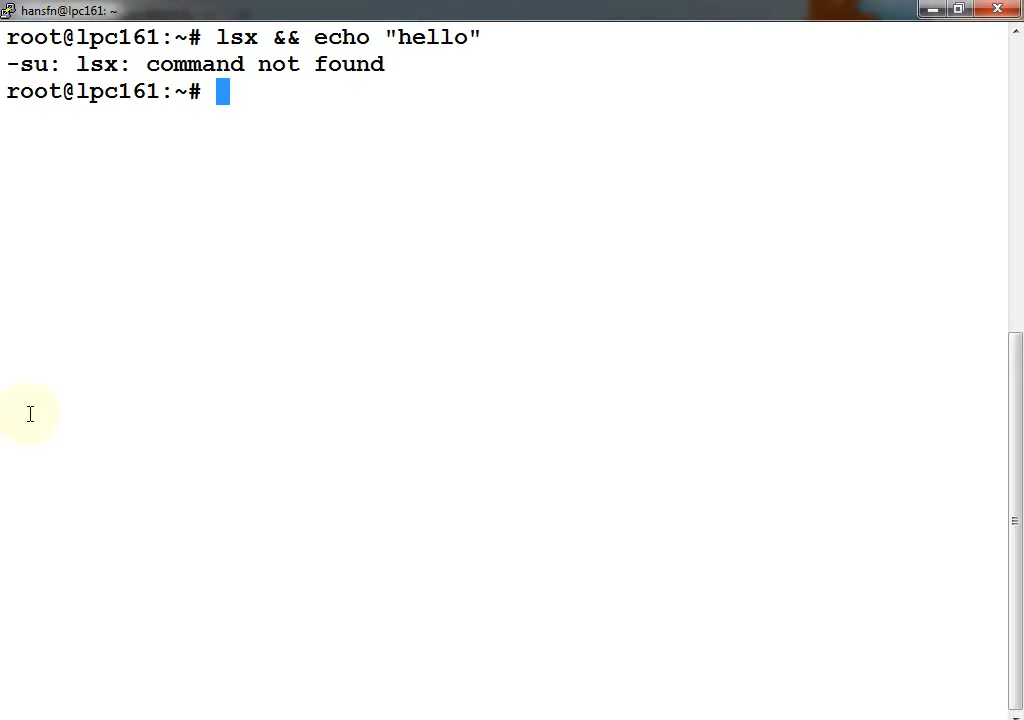 hansfn@lpc161: ~
root@lpc161:~# lsx && echo "hello"
-su: lsx: command not found
root@lpc161:~#